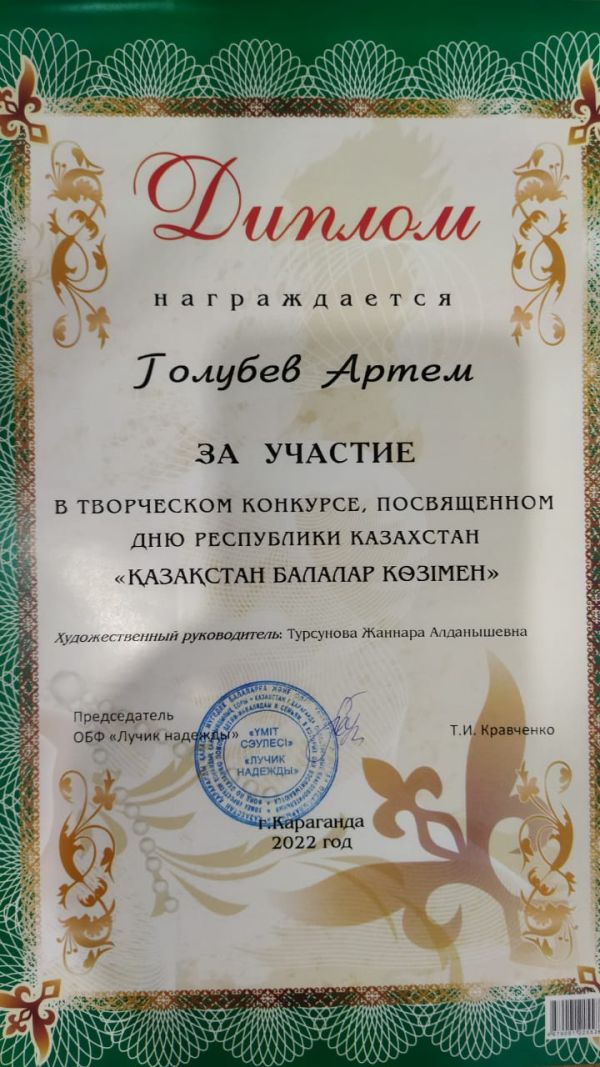 Диплом
награждается
Голубев Артем
ЗА УЧАСТИЕ
В ТВОРЧЕСКОМ КОНКУРСЕ, ПОСВЯЩЕННОМ
ДНЮ РЕСПУБЛИКИ КАЗАХСТАН
«ҚАЗАҚСТАН БАЛАЛАР КӨЗІМЕН»
Художественный руководитель: Турсунова Жаннара Алданышевна
Председатель
ОБФ «Лучик надежды»
Т.И. Кравченко
«ҮМІТ
СӘУЛЕСІ»
«ЛУЧИК
НАДЕЖДЫ»
г.Караганда
2022 год